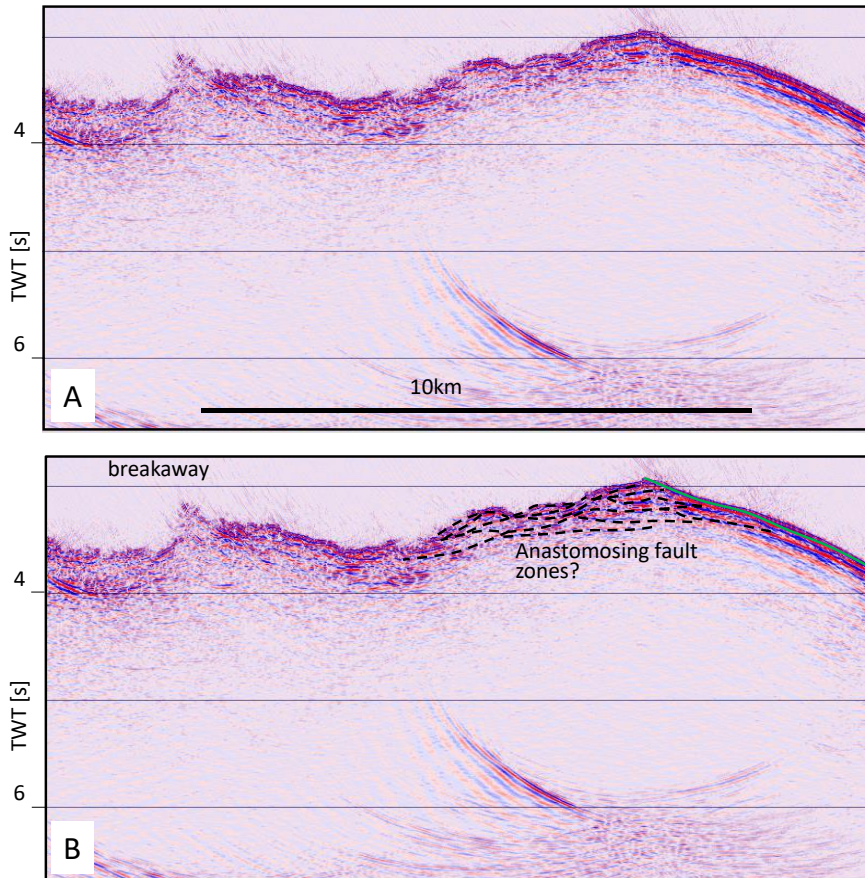 4
TWT [s]
6
10km
A
breakaway
Anastomosing fault
zones?
4
TWT [s]
6
B